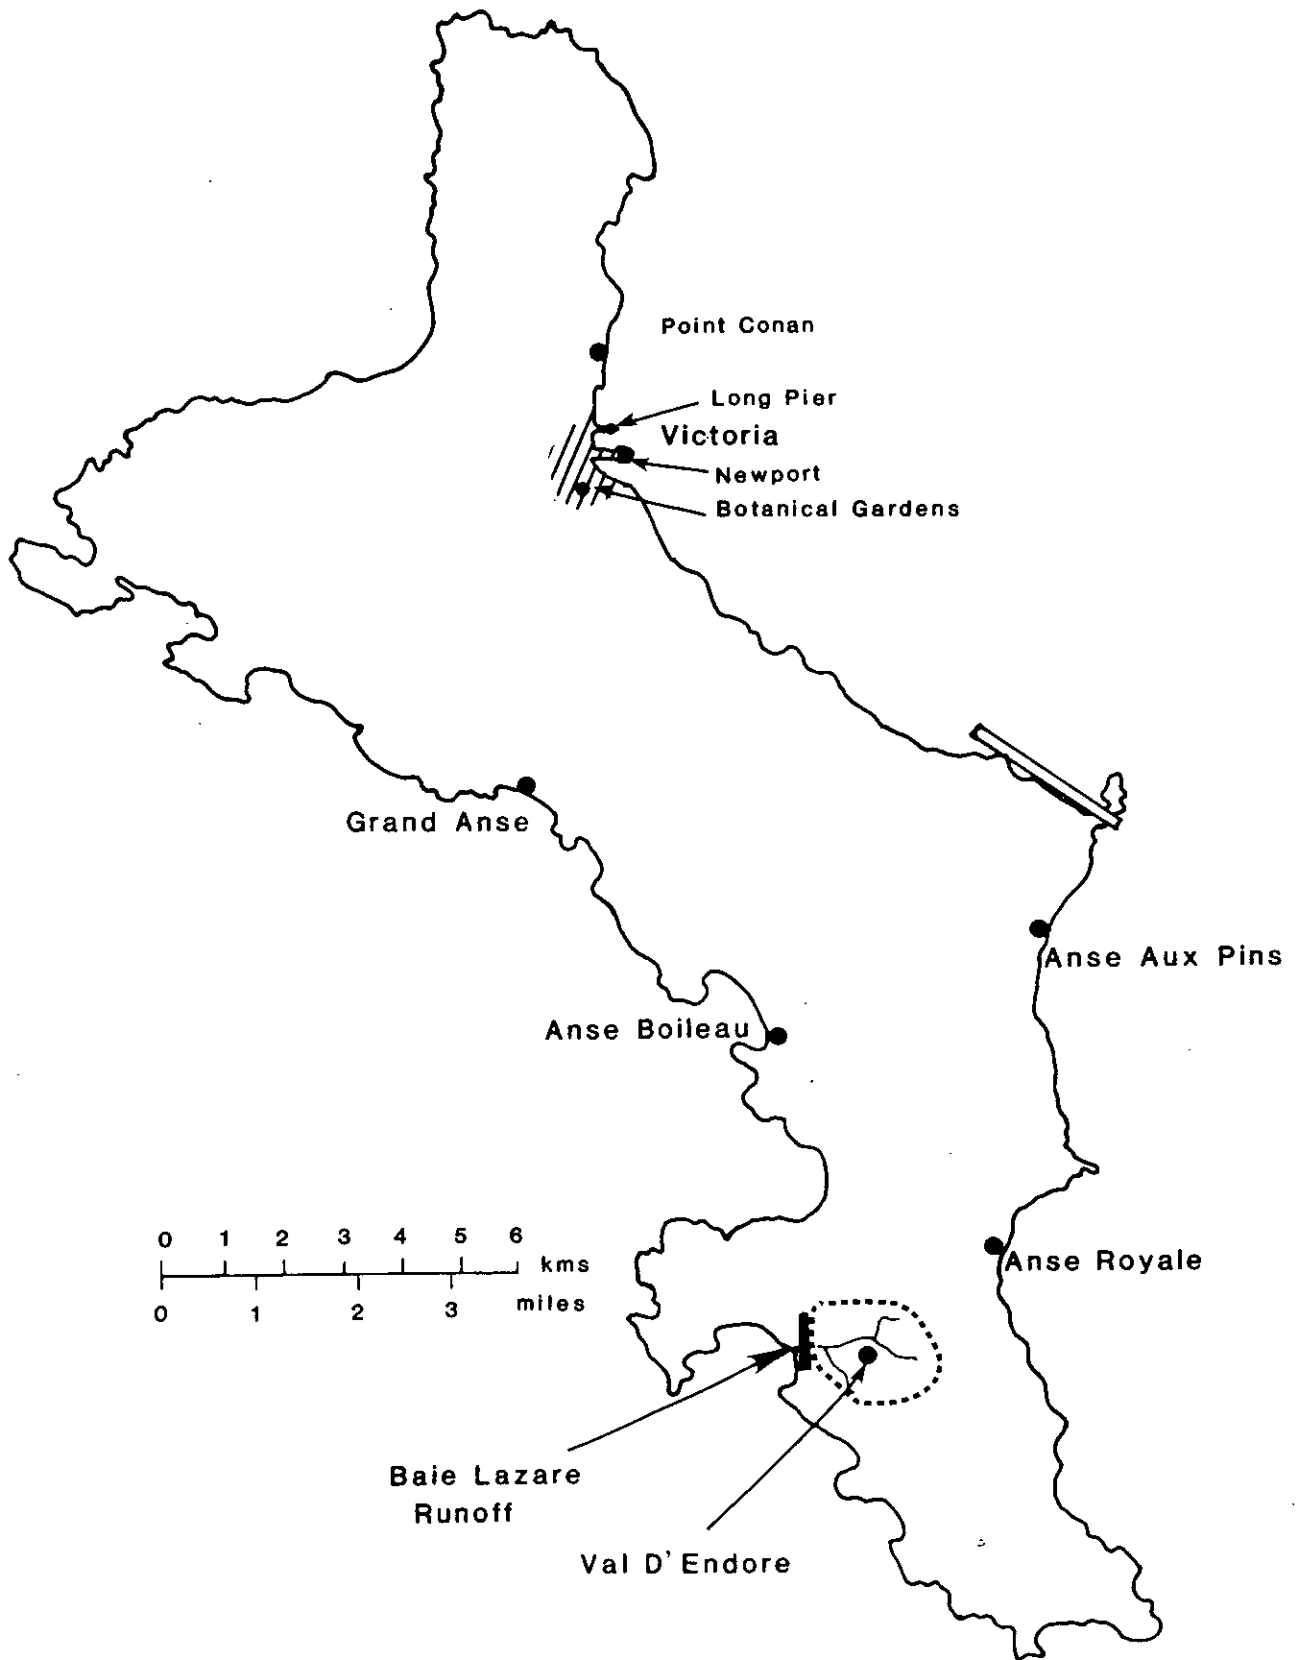 Point Conan
Long Pier
Victoria
Newport
Botanical Gardens
Grand Anse
Anse Aux Pins
Anse Boileau
0 1 2 3 4 5 6
kms
0 1 2 3
miles
Anse Royale
Baie Lazare
Runoff
Val D'Endore